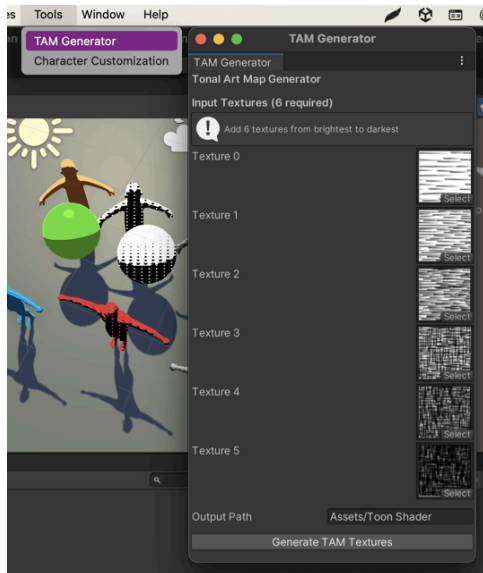 es Tools Window Help
TAM Generator
Character Customization
TAM Generator
TAM Generator
Tonal Art Map Generator
Input Textures (6 required)
Add 6 textures from brightest to darkest
Texture 0
Select
Texture 1
Select
Texture 2
Select
Texture 3
Select
Texture 4
Select
Texture 5
Select
Output Path Assets/Toon Shader
Generate TAM Textures